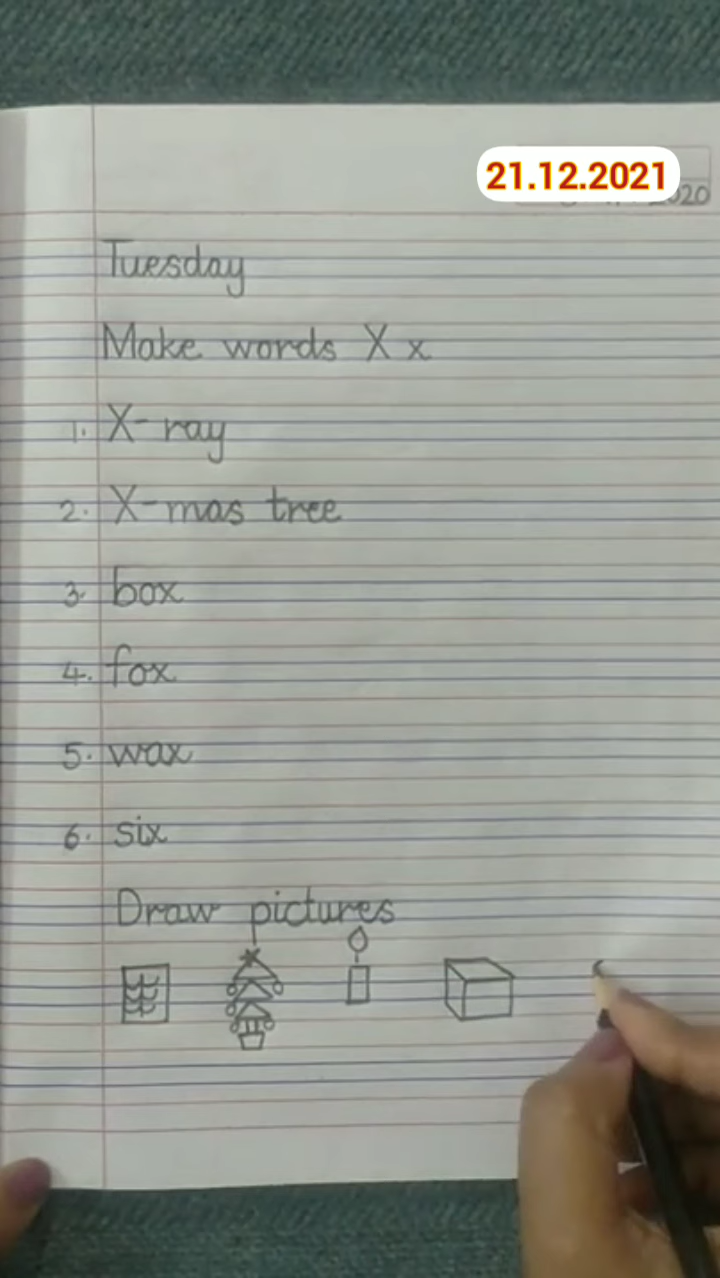 21.12.2021
2020
Tuesday
Make words X x
1. X-ray
2. X-mas tree
3. box
4. fox
5. wax
6. six
Draw pictures